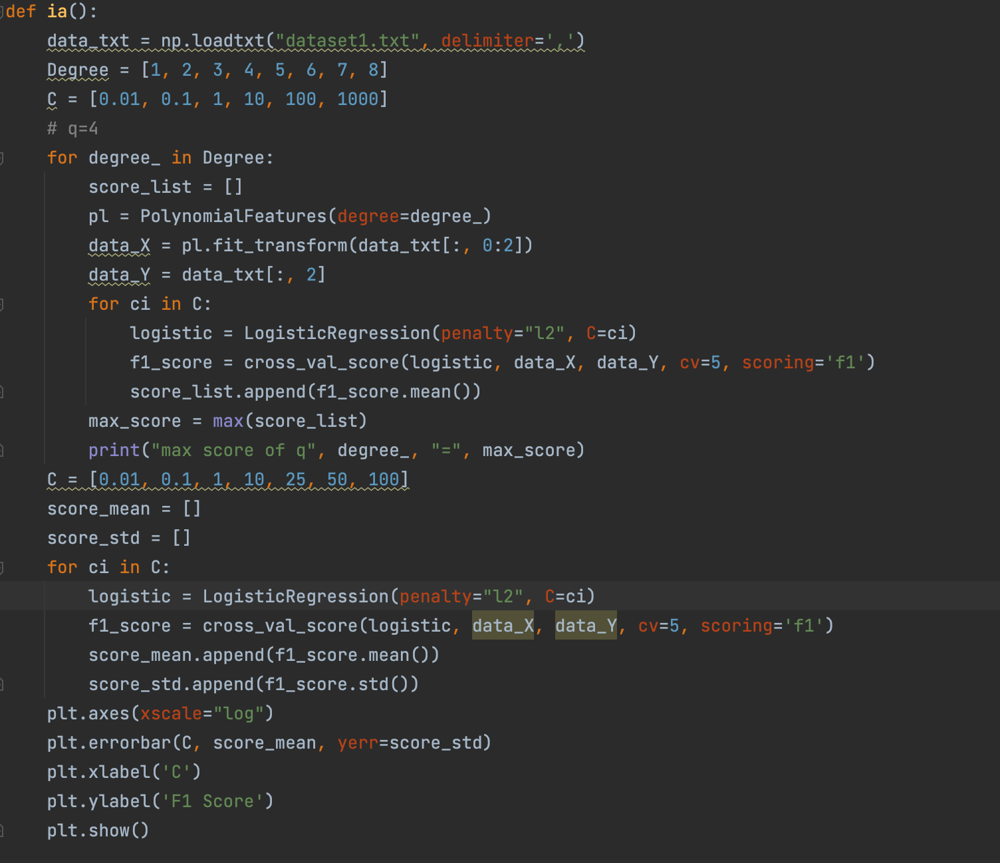 def ia():
    data_txt = np.loadtxt("dataset1.txt", delimiter=',')
    Degree = [1, 2, 3, 4, 5, 6, 7, 8]
    C = [0.01, 0.1, 1, 10, 100, 1000]
    # q=4
    for degree_ in Degree:
        score_list = []
        pl = PolynomialFeatures(degree=degree_)
        data_X = pl.fit_transform(data_txt[:, 0:2])
        data_Y = data_txt[:, 2]
        for ci in C:
            logistic = LogisticRegression(penalty="l2", C=ci)
            f1_score = cross_val_score(logistic, data_X, data_Y, cv=5, scoring='f1')
            score_list.append(f1_score.mean())
        max_score = max(score_list)
        print("max score of q", degree_, "=", max_score)
    C = [0.01, 0.1, 1, 10, 25, 50, 100]
    score_mean = []
    score_std = []
    for ci in C:
        logistic = LogisticRegression(penalty="l2", C=ci)
        f1_score = cross_val_score(logistic, data_X, data_Y, cv=5, scoring='f1')
        score_mean.append(f1_score.mean())
        score_std.append(f1_score.std())
    plt.axes(xscale="log")
    plt.errorbar(C, score_mean, yerr=score_std)
    plt.xlabel('C')
    plt.ylabel('F1 Score')
    plt.show()